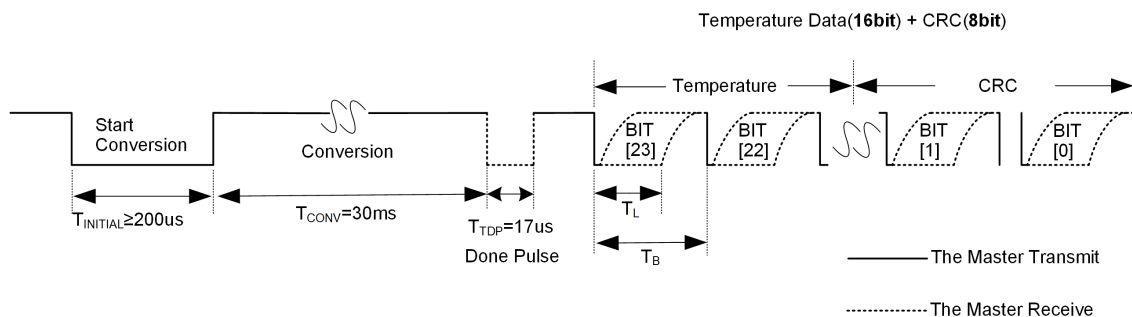 Temperature Data(16bit) + CRC(8bit)
Temperature
CRC
Start
Conversion
Conversion
BIT
[23]
BIT
[22]
BIT
[1]
BIT
[0]
TINITIAL≥200us
TCONV=30ms
TTDP=17us
Done Pulse
TL
TB
The Master Transmit
The Master Receive